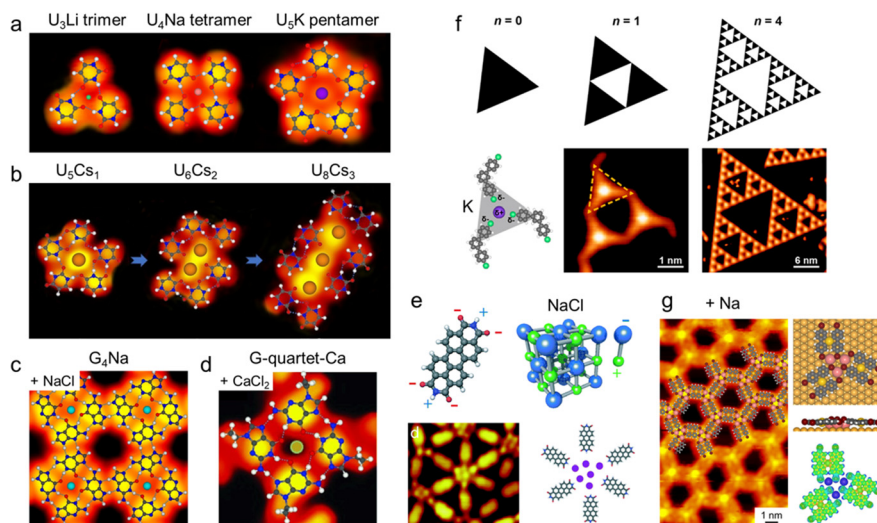 a
U₃Li trimer
U₄Na tetramer
U₅K pentamer
b
U₅Cs₁
U₆Cs₂
U₈Cs₃
c
G₄Na
+ NaCl
d
G-quartet-Ca
+ CaCl₂
f
n = 0
n = 1
n = 4
K
δ-
δ-
δ+
δ-
1 nm
6 nm
e
NaCl
−
+
−
−
+
−
−
+
d
g
+ Na
1 nm